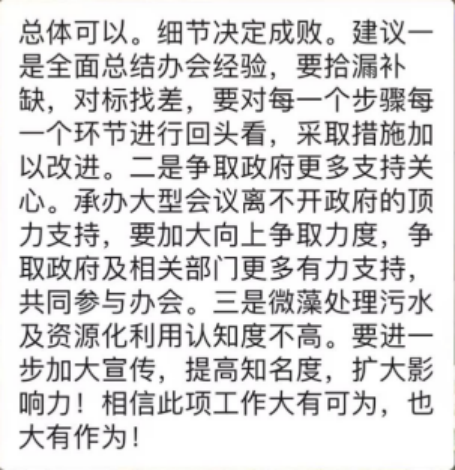 总体可以。细节决定成败。建议一
是全面总结办会经验，要拾漏补
缺，对标找差，要对每一个步骤每
一个环节进行回头看，采取措施加
以改进。二是争取政府更多支持关
心。承办大型会议离不开政府的顶
力支持，要加大向上争取力度，争
取政府及相关部门更多有力支持，
共同参与办会。三是微藻处理污水
及资源化利用认知度不高。要进一
步加大宣传，提高知名度，扩大影
响力！相信此项工作大有可为，也
大有作为！